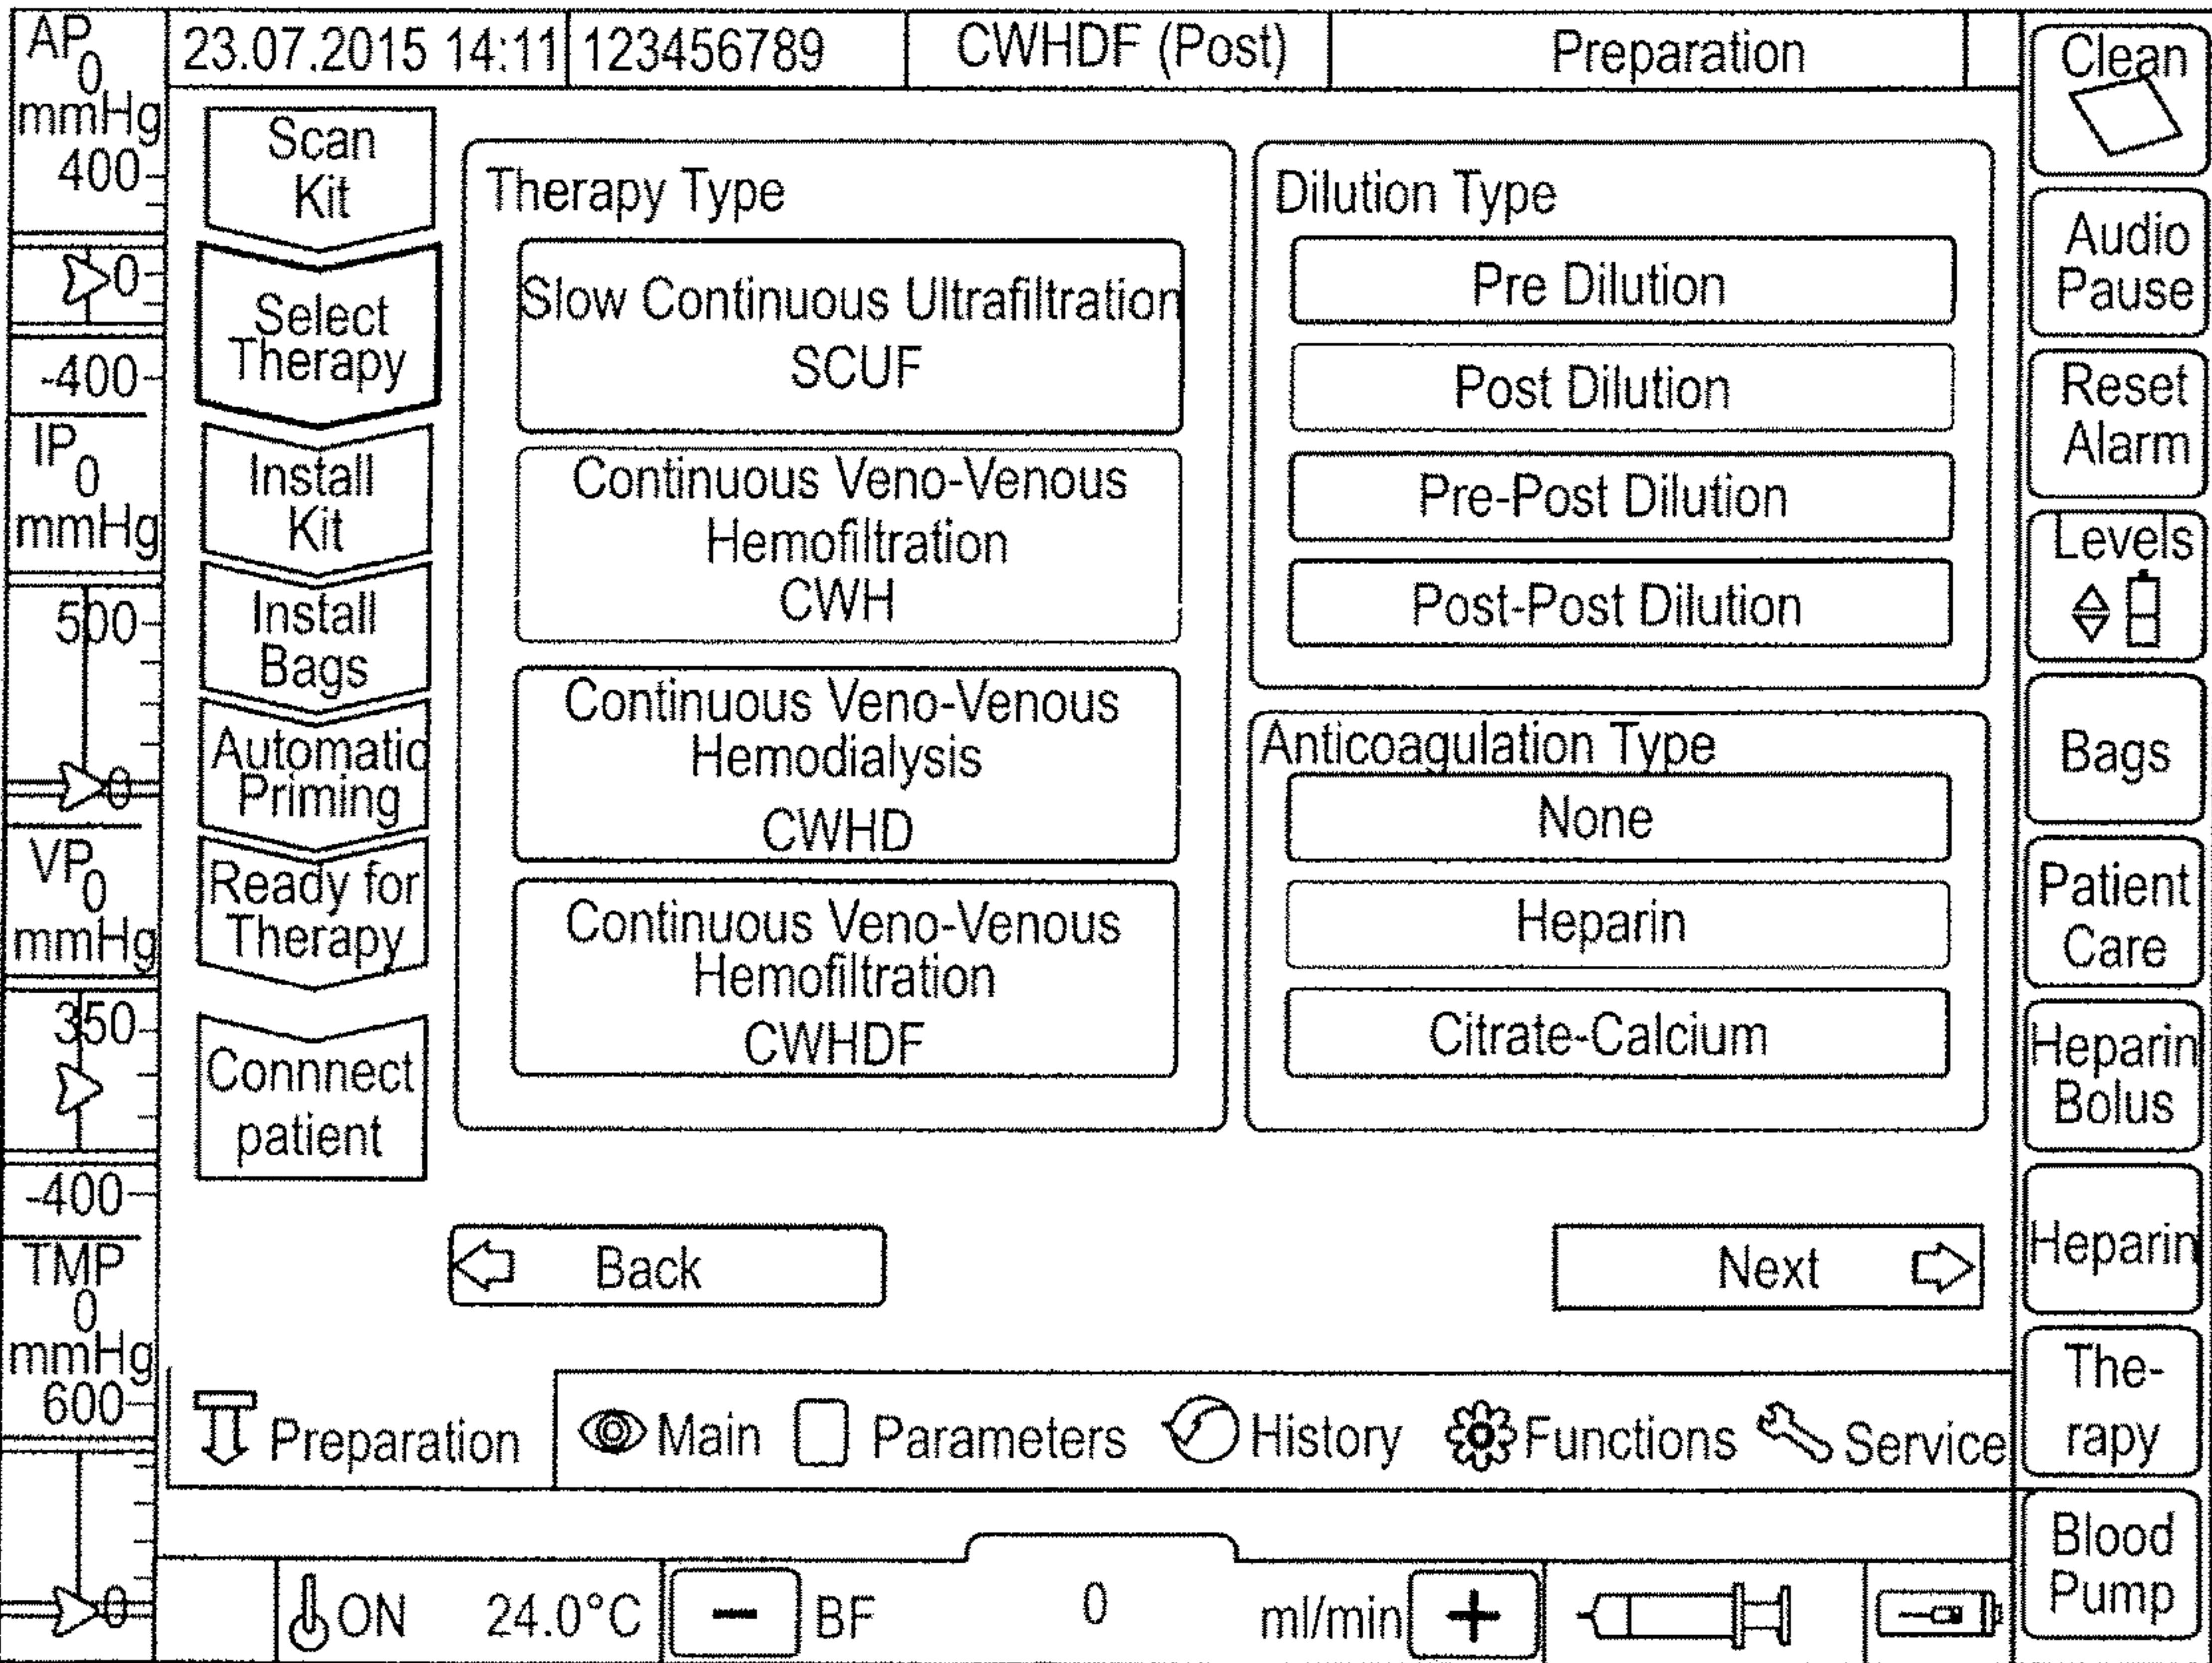 AP
0
mmHg
400
0
-400
IP
0
mmHg
500
0
VP
0
mmHg
350
-400
TMP
0
mmHg
600
0
23.07.2015 14:11
123456789
CWHDF (Post)
Preparation
Scan
Kit
Select
Therapy
Install
Kit
Install
Bags
Automatic
Priming
Ready for
Therapy
Connnect
patient
Therapy Type
Slow Continuous Ultrafiltration
SCUF
Continuous Veno-Venous
Hemofiltration
CWH
Continuous Veno-Venous
Hemodialysis
CWHD
Continuous Veno-Venous
Hemofiltration
CWHDF
Dilution Type
Pre Dilution
Post Dilution
Pre-Post Dilution
Post-Post Dilution
Anticoagulation Type
None
Heparin
Citrate-Calcium
Back
Next
Preparation
Main
Parameters
History
Functions
Service
ON
24.0°C
−
BF
0
ml/min
+
Clean
Audio
Pause
Reset
Alarm
Levels
Bags
Patient
Care
Heparin
Bolus
Heparin
The-
rapy
Blood
Pump